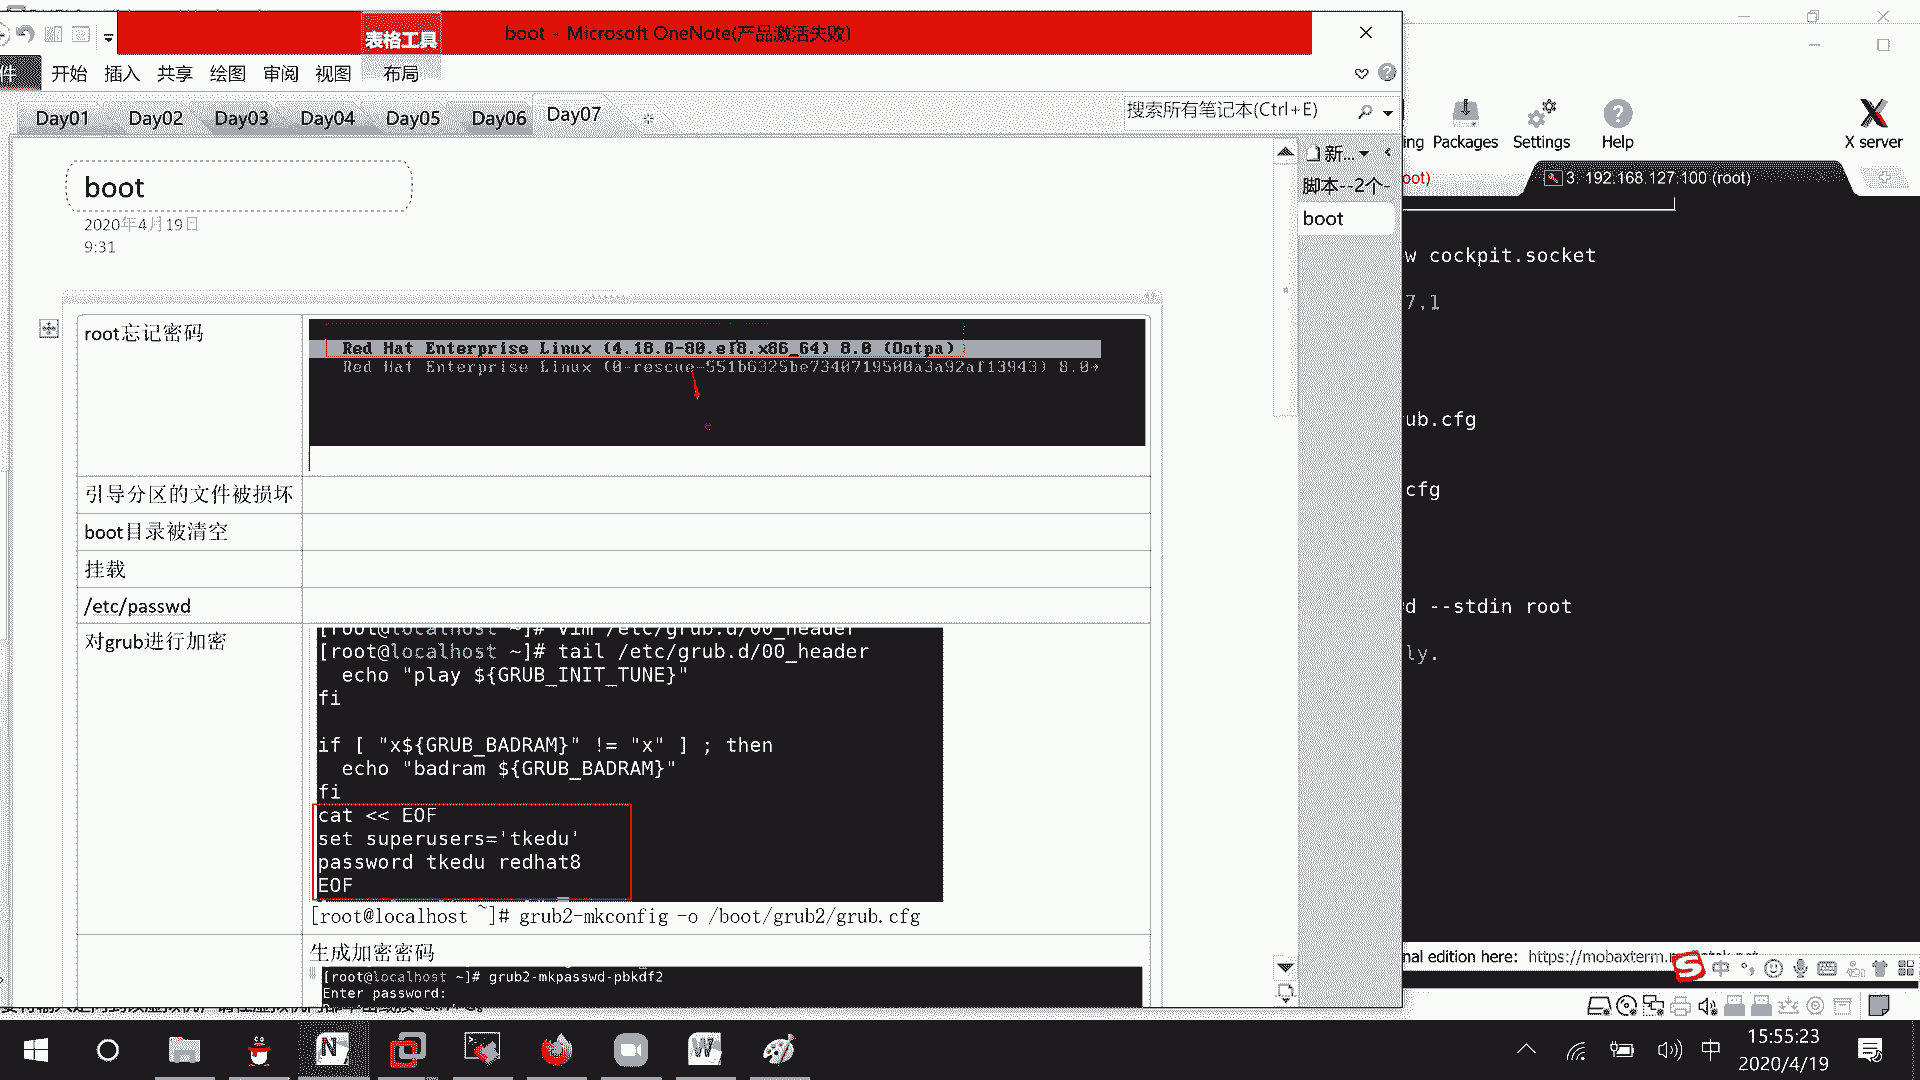 boot - Microsoft OneNote(产品激活失败)
表格工具
件
开始 插入 共享 绘图 审阅 视图 布局
Day01 Day02 Day03 Day04 Day05 Day06 Day07
搜索所有笔记本(Ctrl+E)
新...
脚本--2个-
boot
boot
2020年4月19日
9:31
root忘记密码
Red Hat Enterprise Linux (4.18.0-80.el8.x86_64) 8.0 (Ootpa)
Red Hat Enterprise Linux (0-rescue-551b6325be7340719500a3a92af13943) 8.0→
e
引导分区的文件被损坏
boot目录被清空
挂载
/etc/passwd
对grub进行加密
[root@localhost ~]# vim /etc/grub.d/00_header
[root@localhost ~]# tail /etc/grub.d/00_header
echo "play ${GRUB_INIT_TUNE}"
fi
if [ "x${GRUB_BADRAM}" != "x" ] ; then
echo "badram ${GRUB_BADRAM}"
fi
cat << EOF
set superusers='tkedu'
password tkedu redhat8
EOF
[root@localhost ~]# grub2-mkconfig -o /boot/grub2/grub.cfg
生成加密密码
[root@localhost ~]# grub2-mkpasswd-pbkdf2
Enter password:
ing Packages Settings Help X server
oot)
3. 192.168.127.100 (root)
w cockpit.socket
7,1
ub.cfg
cfg
d --stdin root
ly.
nal edition here: https://mobaxterm.
中
中
15:55:23
2020/4/19